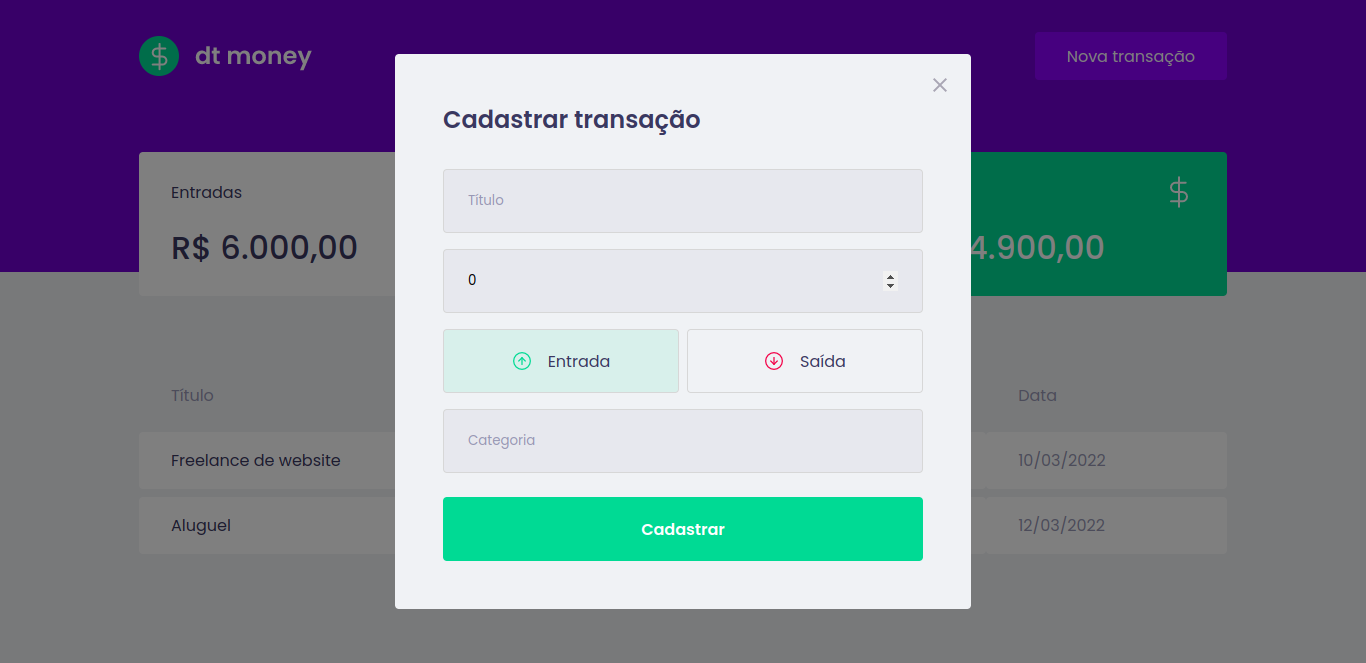 dt money
Nova transação
Cadastrar transação
Entradas
R$ 6.000,00
4.900,00
$
Título
0
Entrada
Saída
Categoria
Cadastrar
Título
Data
Freelance de website
10/03/2022
Aluguel
12/03/2022